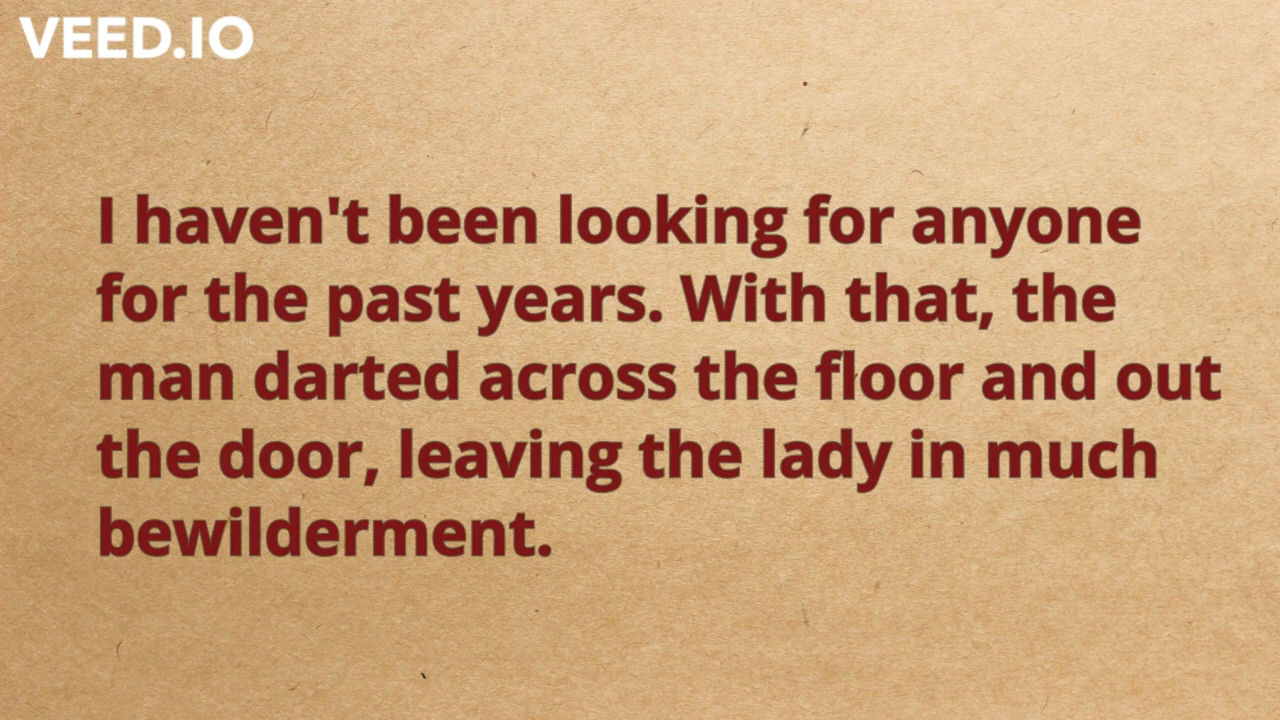 VEED.IO
I haven't been looking for anyone
for the past years. With that, the
man darted across the floor and out
the door, leaving the lady in much
bewilderment.